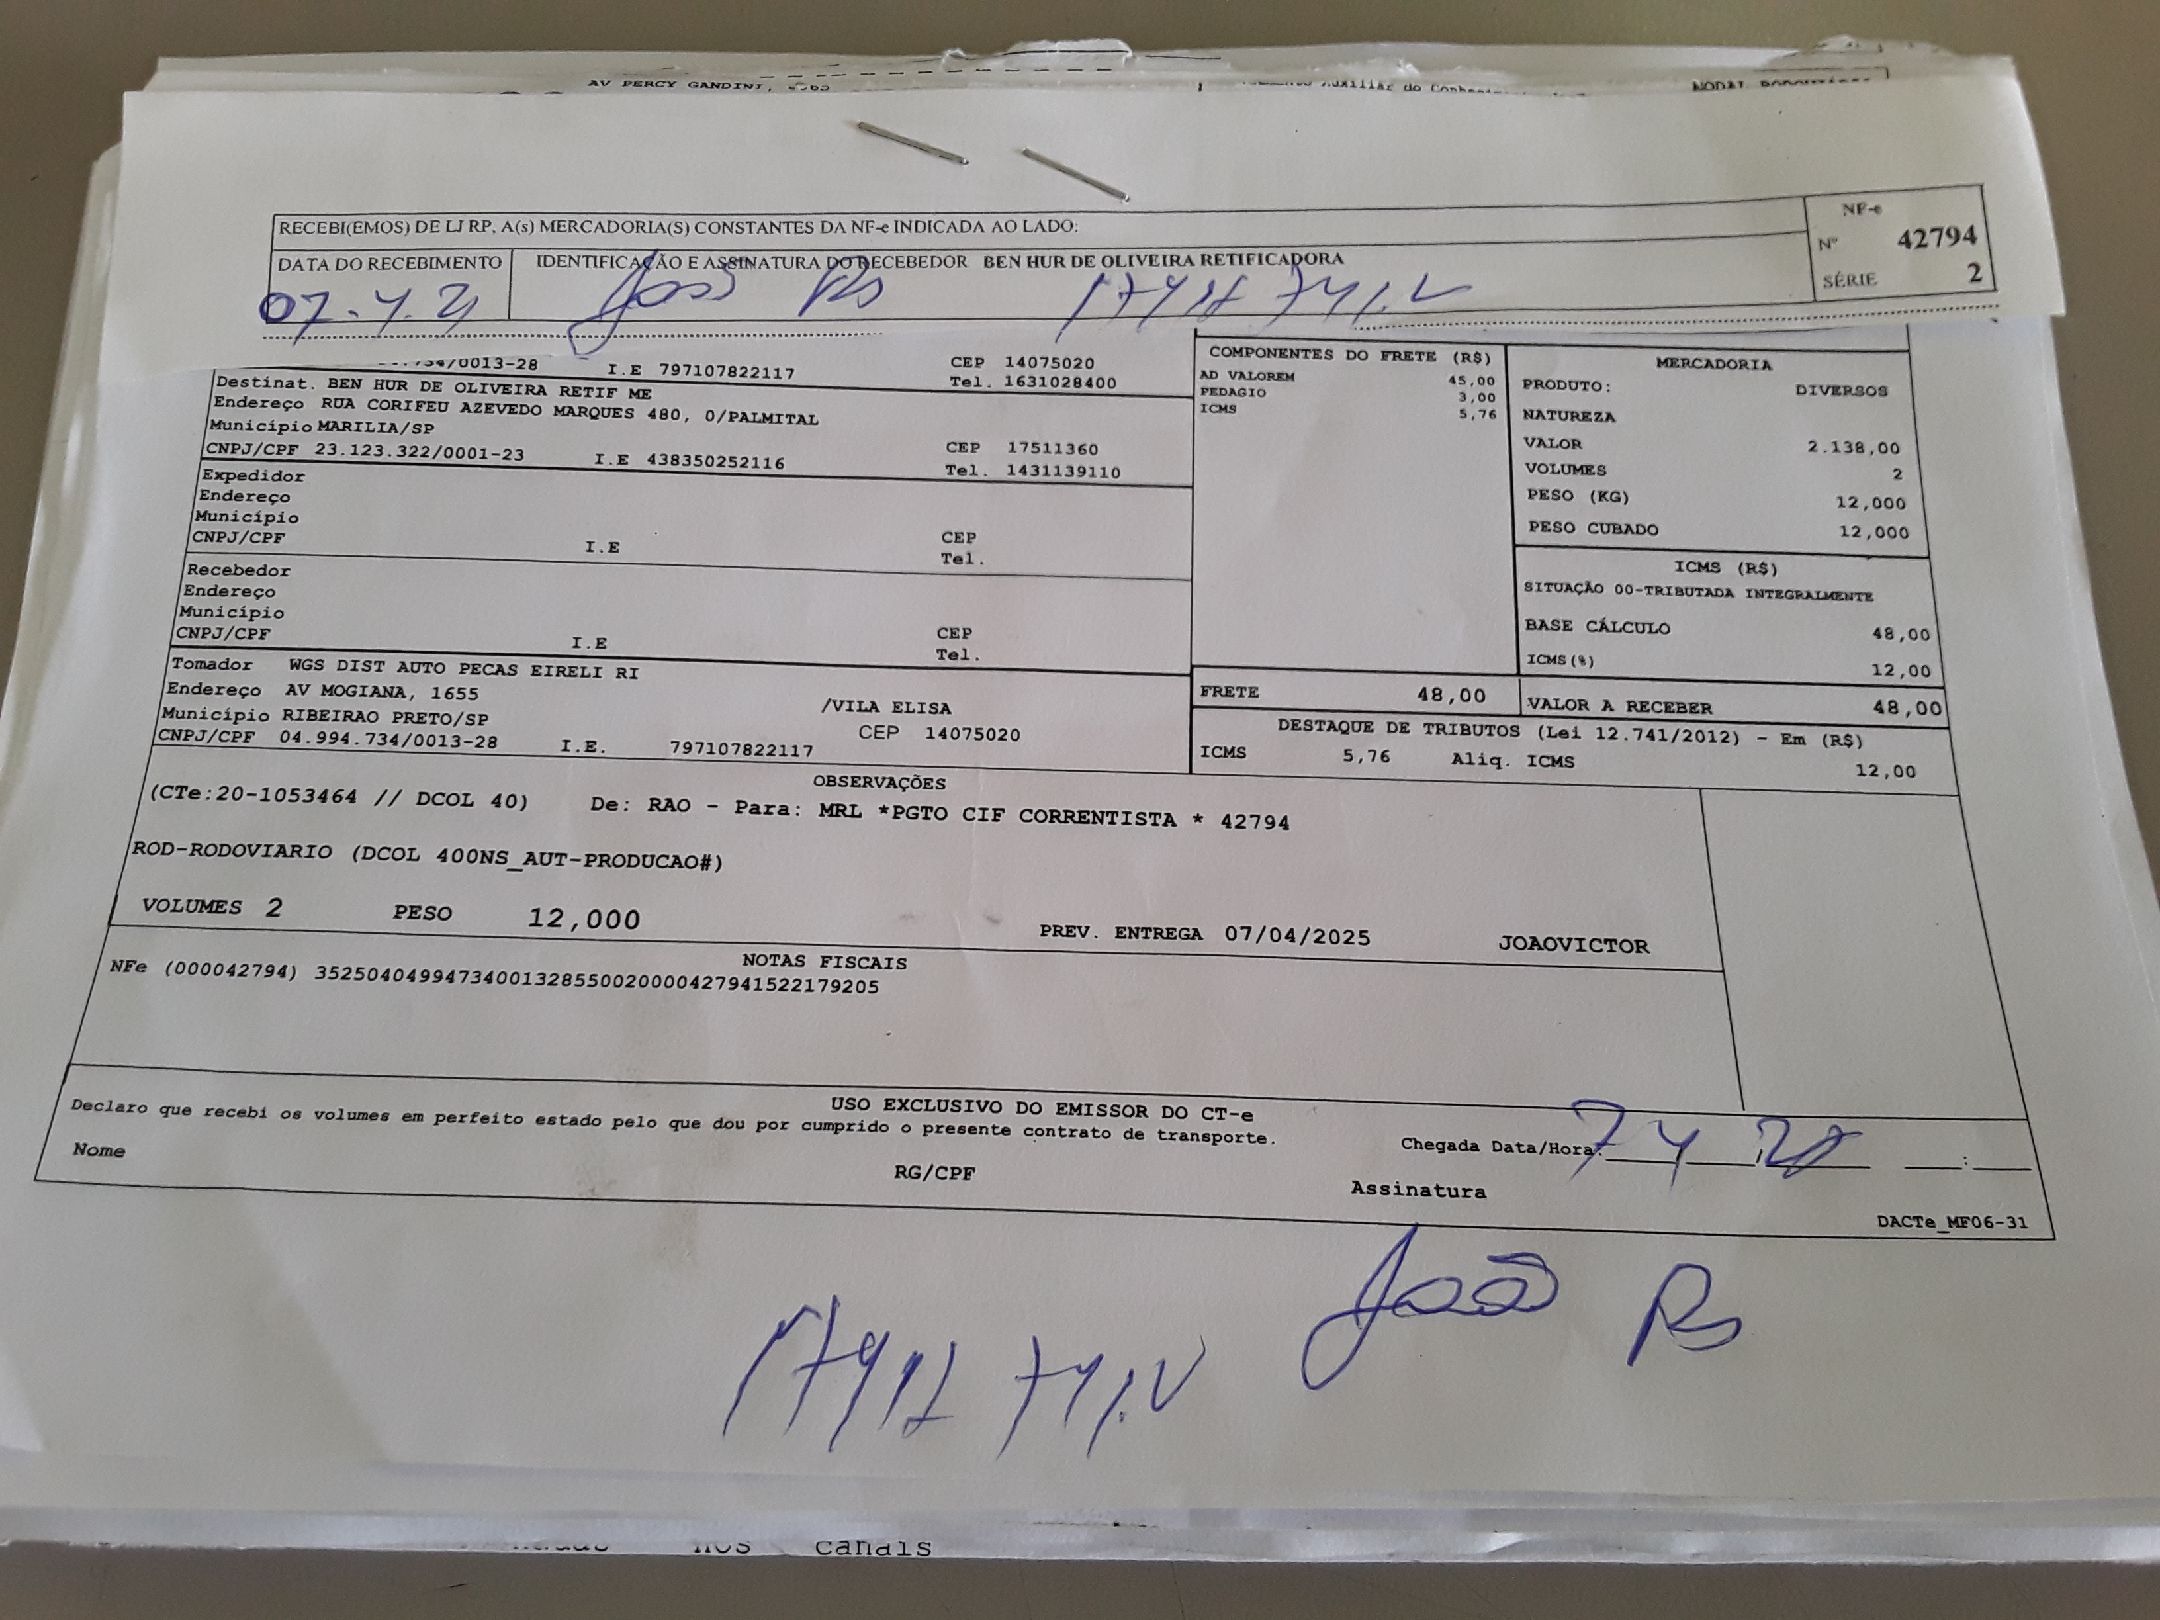 AV PERCY GANDINI,
RECEBI(EMOS) DE LJ RP, A(s) MERCADORIA(S) CONSTANTES DA NF-e INDICADA AO LADO:
NF-e
Nº 42794
SÉRIE 2
DATA DO RECEBIMENTO IDENTIFICAÇÃO E ASSINATURA DO RECEBEDOR BEN HUR DE OLIVEIRA RETIFICADORA
07.4.
/0013-28 I.E 797107822117 CEP 14075020
Tel. 1631028400
Destinat. BEN HUR DE OLIVEIRA RETIF ME
Endereço RUA CORIFEU AZEVEDO MARQUES 480, 0/PALMITAL
Município MARILIA/SP CEP 17511360
CNPJ/CPF 23.123.322/0001-23 I.E 438350252116 Tel. 1431139110
Expedidor
Endereço
Município CEP
CNPJ/CPF I.E Tel.
Recebedor
Endereço
Município CEP
CNPJ/CPF I.E Tel.
Tomador WGS DIST AUTO PECAS EIRELI RI
Endereço AV MOGIANA, 1655 /VILA ELISA
Município RIBEIRAO PRETO/SP CEP 14075020
CNPJ/CPF 04.994.734/0013-28 I.E. 797107822117
COMPONENTES DO FRETE (R$)
AD VALOREM 45,00
PEDAGIO 3,00
ICMS 5,76
MERCADORIA
PRODUTO: DIVERSOS
NATUREZA
VALOR 2.138,00
VOLUMES 2
PESO (KG) 12,000
PESO CUBADO 12,000
ICMS (R$)
SITUAÇÃO 00-TRIBUTADA INTEGRALMENTE
BASE CÁLCULO 48,00
ICMS(%) 12,00
FRETE 48,00 VALOR A RECEBER 48,00
DESTAQUE DE TRIBUTOS (Lei 12.741/2012) - Em (R$)
ICMS 5,76 Aliq. ICMS 12,00
OBSERVAÇÕES
(CTe:20-1053464 // DCOL 40) De: RAO - Para: MRL *PGTO CIF CORRENTISTA * 42794
ROD-RODOVIARIO (DCOL 400NS_AUT-PRODUCAO#)
VOLUMES 2 PESO 12,000 PREV. ENTREGA 07/04/2025 JOAOVICTOR
NOTAS FISCAIS
NFe (000042794) 35250404994734001328550020000427941522179205
USO EXCLUSIVO DO EMISSOR DO CT-e
Declaro que recebi os volumes em perfeito estado pelo que dou por cumprido o presente contrato de transporte.
Chegada Data/Hora: 7 4
Nome RG/CPF Assinatura
DACTe_MF06-31
João
nos canais